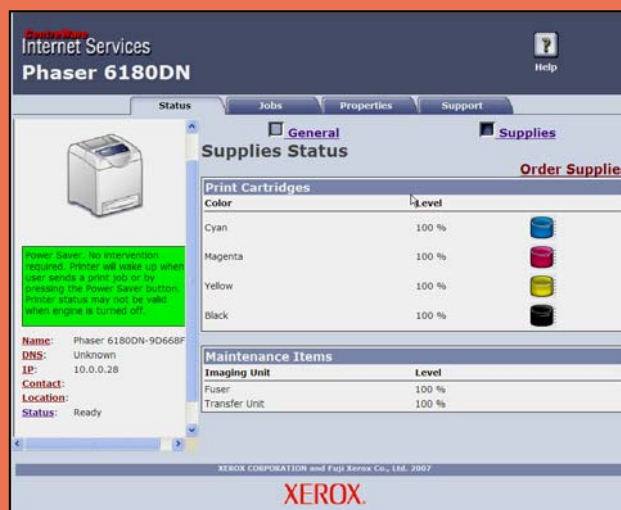 CentreWare
Internet Services
Phaser 6180DN
?
Help
Status
Jobs
Properties
Support
General
Supplies
Supplies Status
Order Supplie
Print Cartridges
Color Level
Cyan 100 %
Magenta 100 %
Yellow 100 %
Black 100 %
Maintenance Items
Imaging Unit Level
Fuser 100 %
Transfer Unit 100 %
Power Saver. No intervention
required. Printer will wake up when
user sends a print job or by
pressing the Power Saver button.
Printer status may not be valid
when engine is turned off.
Name: Phaser 6180DN-9D668F
DNS: Unknown
IP: 10.0.0.28
Contact:
Location:
Status: Ready
XEROX CORPORATION and Fuji Xerox Co., Ltd. 2007
XEROX.